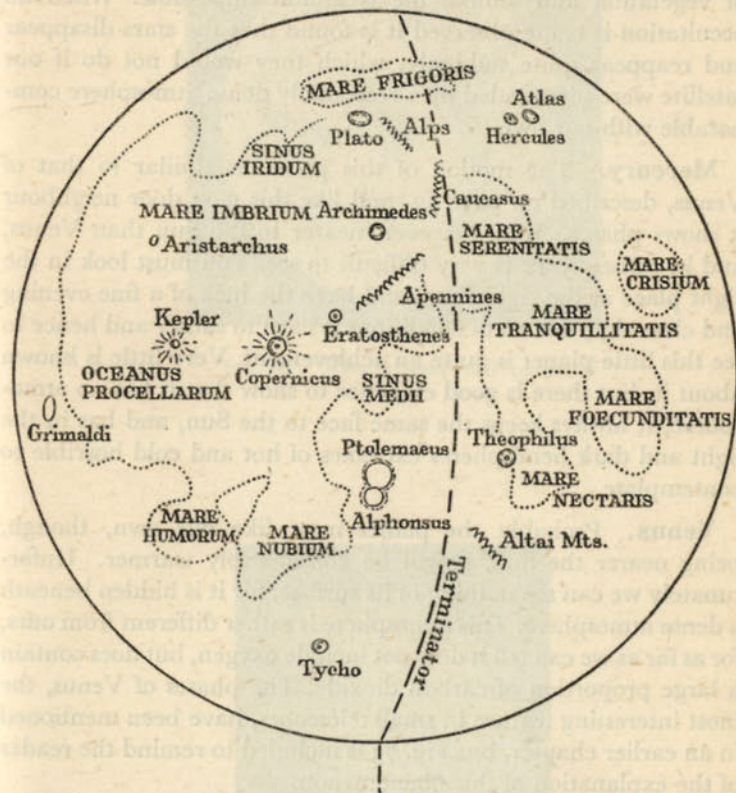 MARE FRIGORIS
Atlas
Hercules
Plato
Alps
SINUS
IRIDUM
Caucasus
MARE IMBRIUM
Archimedes
Aristarchus
MARE
SERENITATIS
MARE
CRISIUM
Apennines
MARE
TRANQUILLITATIS
Kepler
Eratosthenes
Copernicus
OCEANUS
PROCELLARUM
SINUS
MEDII
MARE
FOECUNDITATIS
Grimaldi
Ptolemaeus
Theophilus
MARE
NECTARIS
MARE
HUMORUM
MARE
NUBIUM
Alphonsus
Altai Mts.
Terminator
Tycho